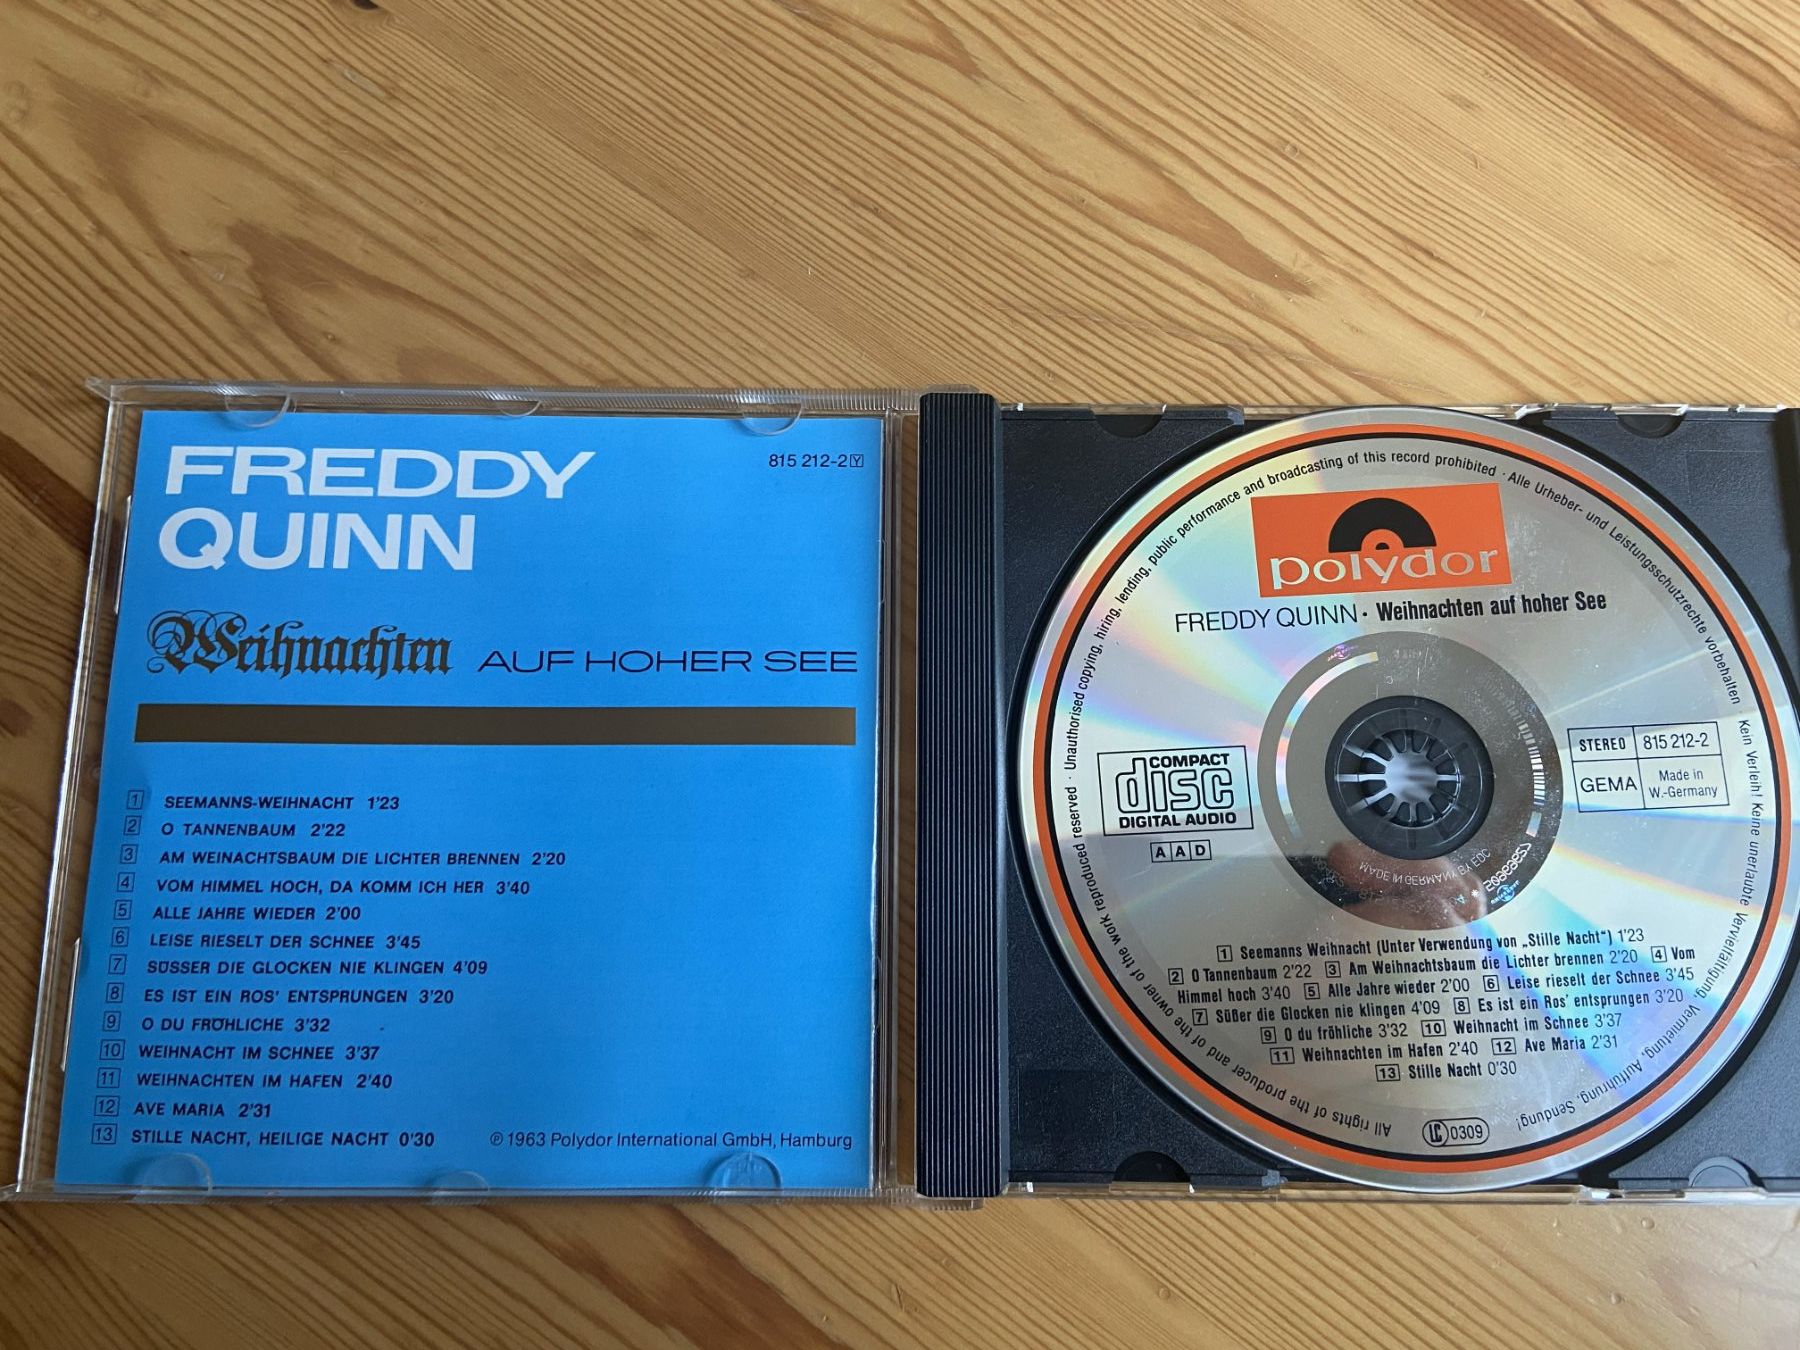 FREDDY
QUINN
815 212-2 Y
Weihnachten AUF HOHER SEE
1 SEEMANNS-WEIHNACHT 1'23
2 O TANNENBAUM 2'22
3 AM WEINACHTSBAUM DIE LICHTER BRENNEN 2'20
4 VOM HIMMEL HOCH, DA KOMM ICH HER 3'40
5 ALLE JAHRE WIEDER 2'00
6 LEISE RIESELT DER SCHNEE 3'45
7 SÜSSER DIE GLOCKEN NIE KLINGEN 4'09
8 ES IST EIN ROS' ENTSPRUNGEN 3'20
9 O DU FRÖHLICHE 3'32
10 WEIHNACHT IM SCHNEE 3'37
11 WEIHNACHTEN IM HAFEN 2'40
12 AVE MARIA 2'31
13 STILLE NACHT, HEILIGE NACHT 0'30
℗ 1963 Polydor International GmbH, Hamburg
All rights of the producer and of the owner of the work reproduced reserved · Unauthorised copying, hiring, lending, public performance and broadcasting of this record prohibited · Alle Urheber- und Leistungsschutzrechte vorbehalten
Kein Verleih! Keine unerlaubte Vervielfältigung, Vermietung, Aufführung, Sendung!
polydor
FREDDY QUINN · Weihnachten auf hoher See
COMPACT
disc
DIGITAL AUDIO
A A D
STEREO 815 212-2
GEMA Made in
W.-Germany
MADE IN GERMANY BY EDC
1 Seemanns Weihnacht (Unter Verwendung von „Stille Nacht“) 1'23
2 O Tannenbaum 2'22 3 Am Weihnachtsbaum die Lichter brennen 2'20 4 Vom
Himmel hoch 3'40 5 Alle Jahre wieder 2'00 6 Leise rieselt der Schnee 3'45
7 Süßer die Glocken nie klingen 4'09 8 Es ist ein Ros' entsprungen 3'20
9 O du fröhliche 3'32 10 Weihnacht im Schnee 3'37
11 Weihnachten im Hafen 2'40 12 Ave Maria 2'31
13 Stille Nacht 0'30
LC 0309